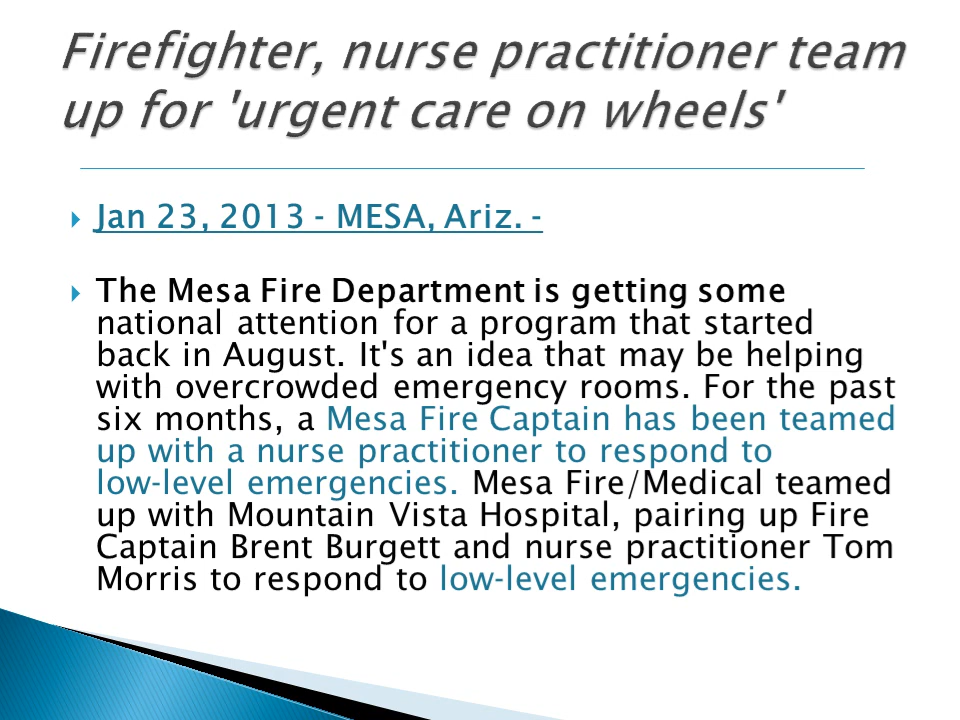 Firefighter, nurse practitioner team
up for 'urgent care on wheels'
Jan 23, 2013 - MESA, Ariz. -
The Mesa Fire Department is getting some
national attention for a program that started
back in August. It's an idea that may be helping
with overcrowded emergency rooms. For the past
six months, a Mesa Fire Captain has been teamed
up with a nurse practitioner to respond to
low-level emergencies. Mesa Fire/Medical teamed
up with Mountain Vista Hospital, pairing up Fire
Captain Brent Burgett and nurse practitioner Tom
Morris to respond to low-level emergencies.